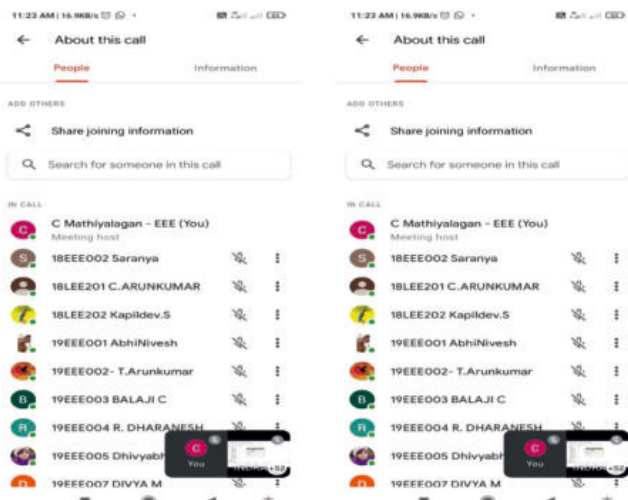 11:23 AM | 16.9KB/s
← About this call
People Information
ADD OTHERS
Share joining information
Search for someone in this call
IN CALL
C C Mathiyalagan - EEE (You)
Meeting host
S 18EEE002 Saranya
18LEE201 C.ARUNKUMAR
18LEE202 Kapildev.S
19EEE001 AbhiNivesh
19EEE002- T.Arunkumar
B 19EEE003 BALAJI C
R 19EEE004 R. DHARANESH
19EEE005 Dhivyabh
D 19EEE007 DIVYA M
C
You
+52
11:23 AM | 16.9KB/s
← About this call
People Information
ADD OTHERS
Share joining information
Search for someone in this call
IN CALL
C C Mathiyalagan - EEE (You)
Meeting host
S 18EEE002 Saranya
18LEE201 C.ARUNKUMAR
18LEE202 Kapildev.S
19EEE001 AbhiNivesh
19EEE002- T.Arunkumar
B 19EEE003 BALAJI C
R 19EEE004 R. DHARANESH
19EEE005 Dhivyabh
D 19EEE007 DIVYA M
C
You
+52